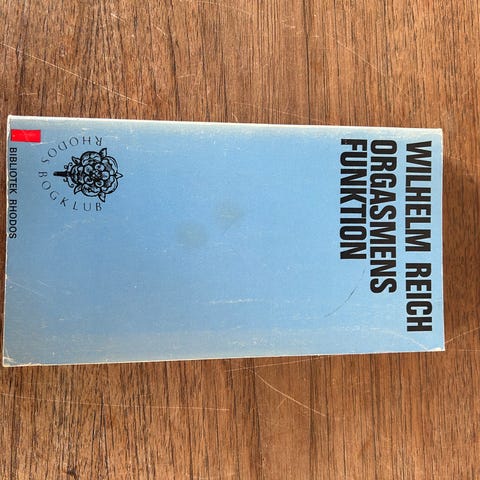 WILHELM REICH
ORGASMENS
FUNKTION
RHODOS BOGKLUB
BIBLIOTEK RHODOS